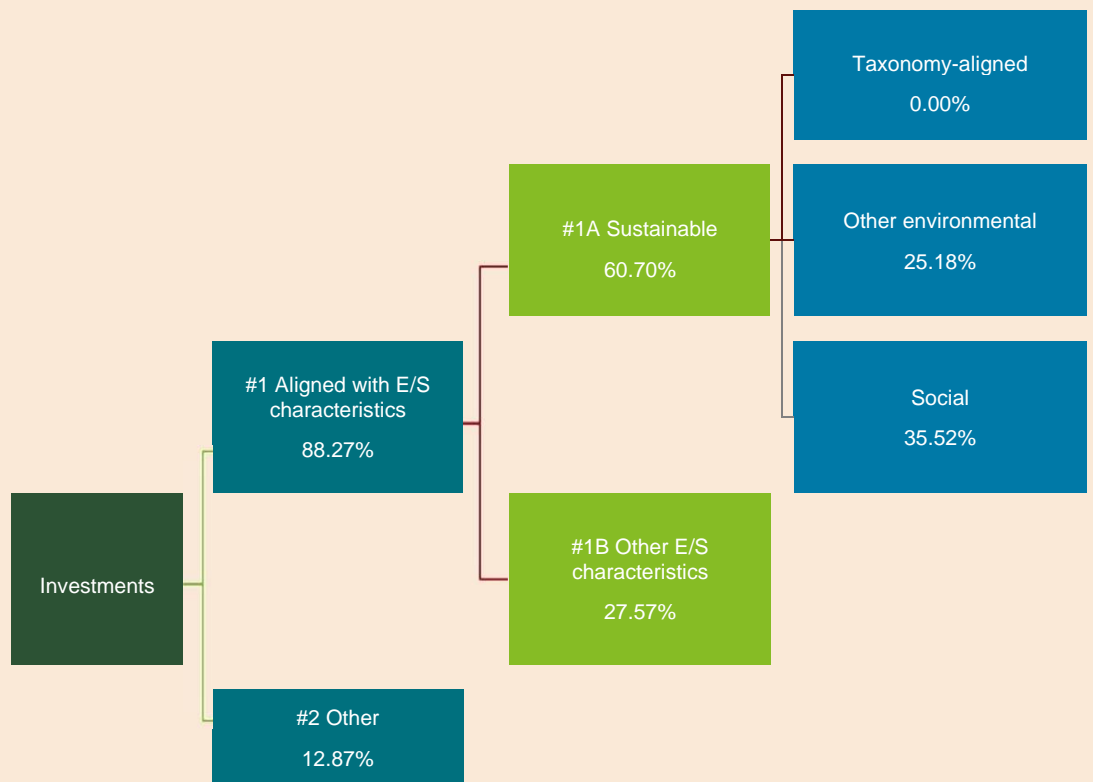 Taxonomy-aligned
0.00%
#1A Sustainable
60.70%
Other environmental
25.18%
#1 Aligned with E/S
characteristics
88.27%
Social
35.52%
Investments
#1B Other E/S
characteristics
27.57%
#2 Other
12.87%